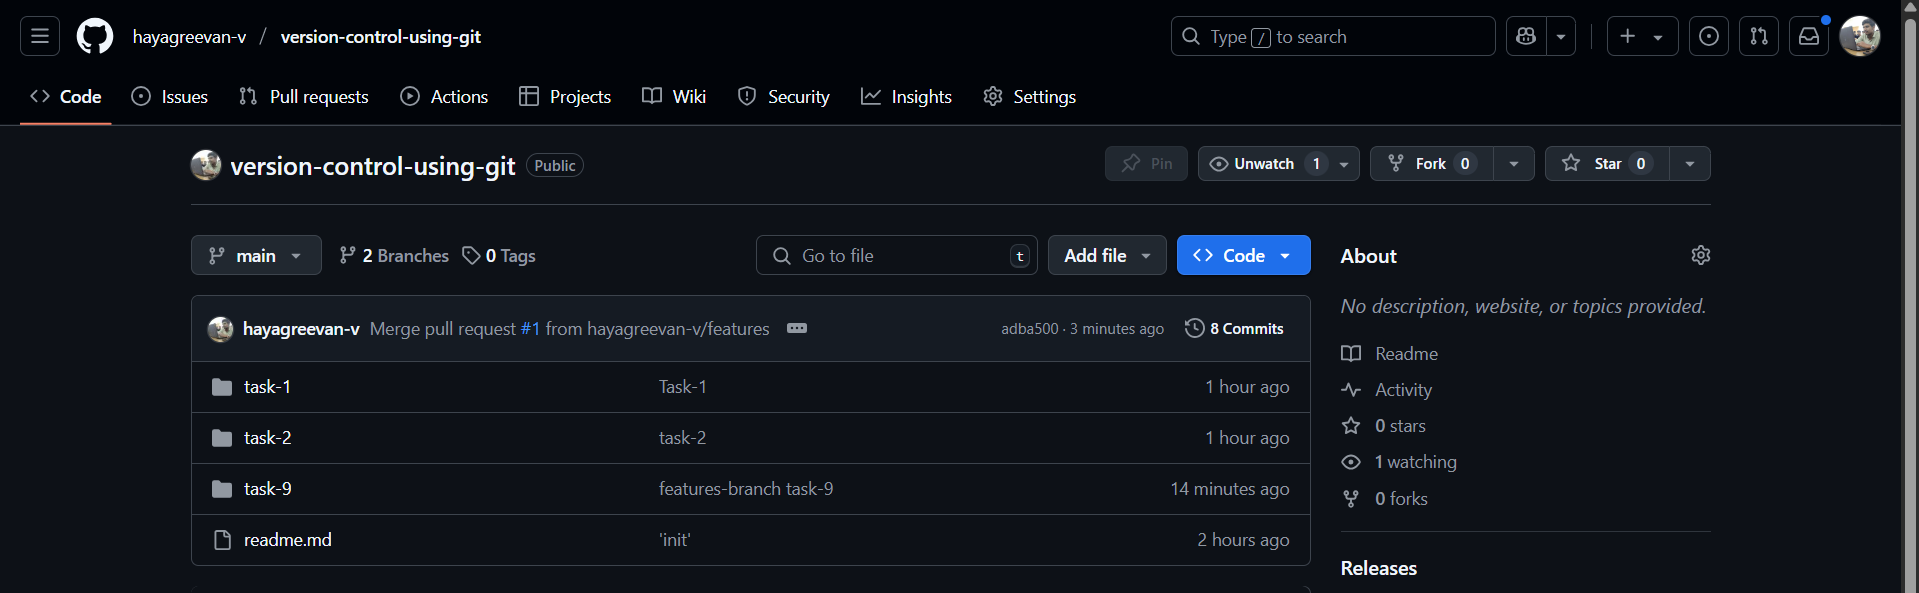 hayagreevan-v / version-control-using-git
Type / to search
Code Issues Pull requests Actions Projects Wiki Security Insights Settings
version-control-using-git Public
Pin Unwatch 1 Fork 0 Star 0
main 2 Branches 0 Tags
Go to file t Add file Code
hayagreevan-v Merge pull request #1 from hayagreevan-v/features adba500 · 3 minutes ago 8 Commits
task-1 Task-1 1 hour ago
task-2 task-2 1 hour ago
task-9 features-branch task-9 14 minutes ago
readme.md 'init' 2 hours ago
About
No description, website, or topics provided.
Readme
Activity
0 stars
1 watching
0 forks
Releases